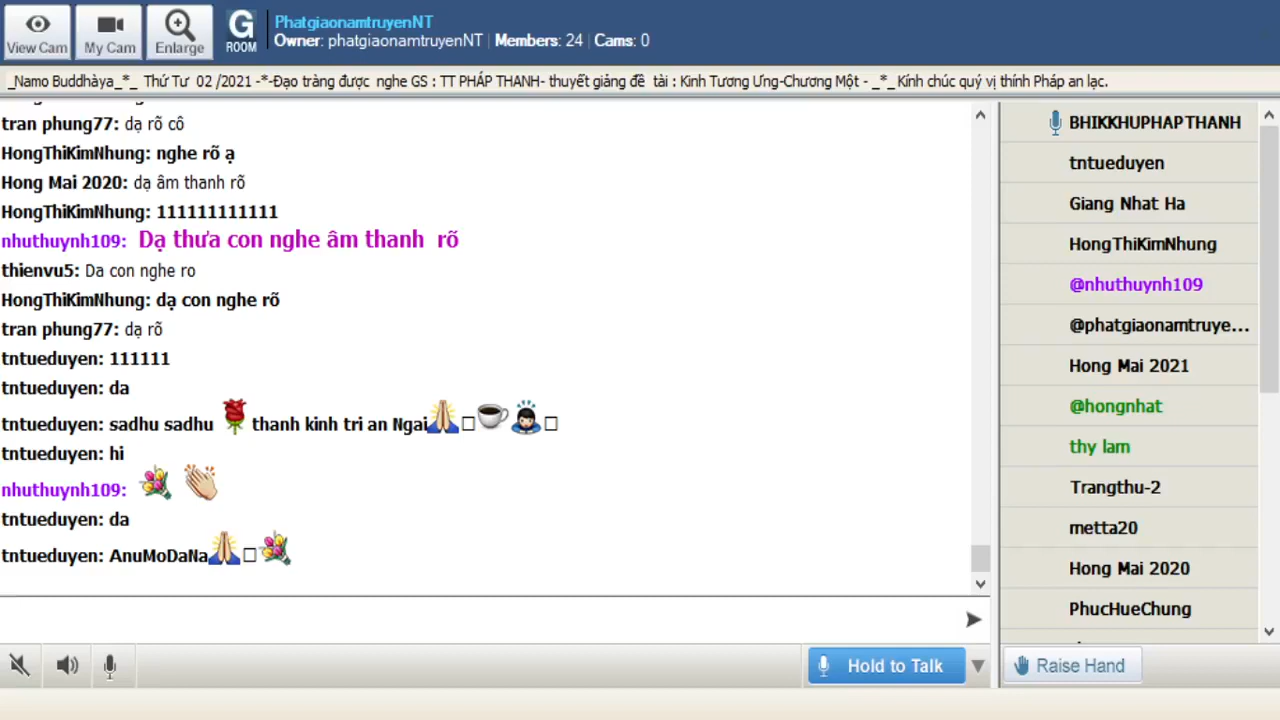 View Cam
My Cam
Enlarge
G
ROOM
PhatgiaonamtruyenNT
Owner: phatgiaonamtruyenNT | Members: 24 | Cams: 0
_Namo Buddhàya_*_ Thứ Tư 02 /2021 -*-Đạo tràng được nghe GS : TT PHÁP THANH- thuyết giảng đề tài : Kinh Tương Ưng-Chương Một - _*_ Kính chúc quý vị thính Pháp an lạc.
tran phung77: dạ rõ cô
HongThiKimNhung: nghe rõ ạ
Hong Mai 2020: dạ âm thanh rõ
HongThiKimNhung: 111111111111
nhuthuynh109: Dạ thưa con nghe âm thanh rõ
thienvu5: Da con nghe ro
HongThiKimNhung: dạ con nghe rõ
tran phung77: dạ rõ
tntueduyen: 111111
tntueduyen: da
tntueduyen: sadhu sadhu thanh kinh tri an Ngai
tntueduyen: hi
nhuthuynh109:
tntueduyen: da
tntueduyen: AnuMoDaNa
Hold to Talk
BHIKKHUPHAPTHANH
tntueduyen
Giang Nhat Ha
HongThiKimNhung
@nhuthuynh109
@phatgiaonamtruye...
Hong Mai 2021
@hongnhat
thy lam
Trangthu-2
metta20
Hong Mai 2020
PhucHueChung
Raise Hand